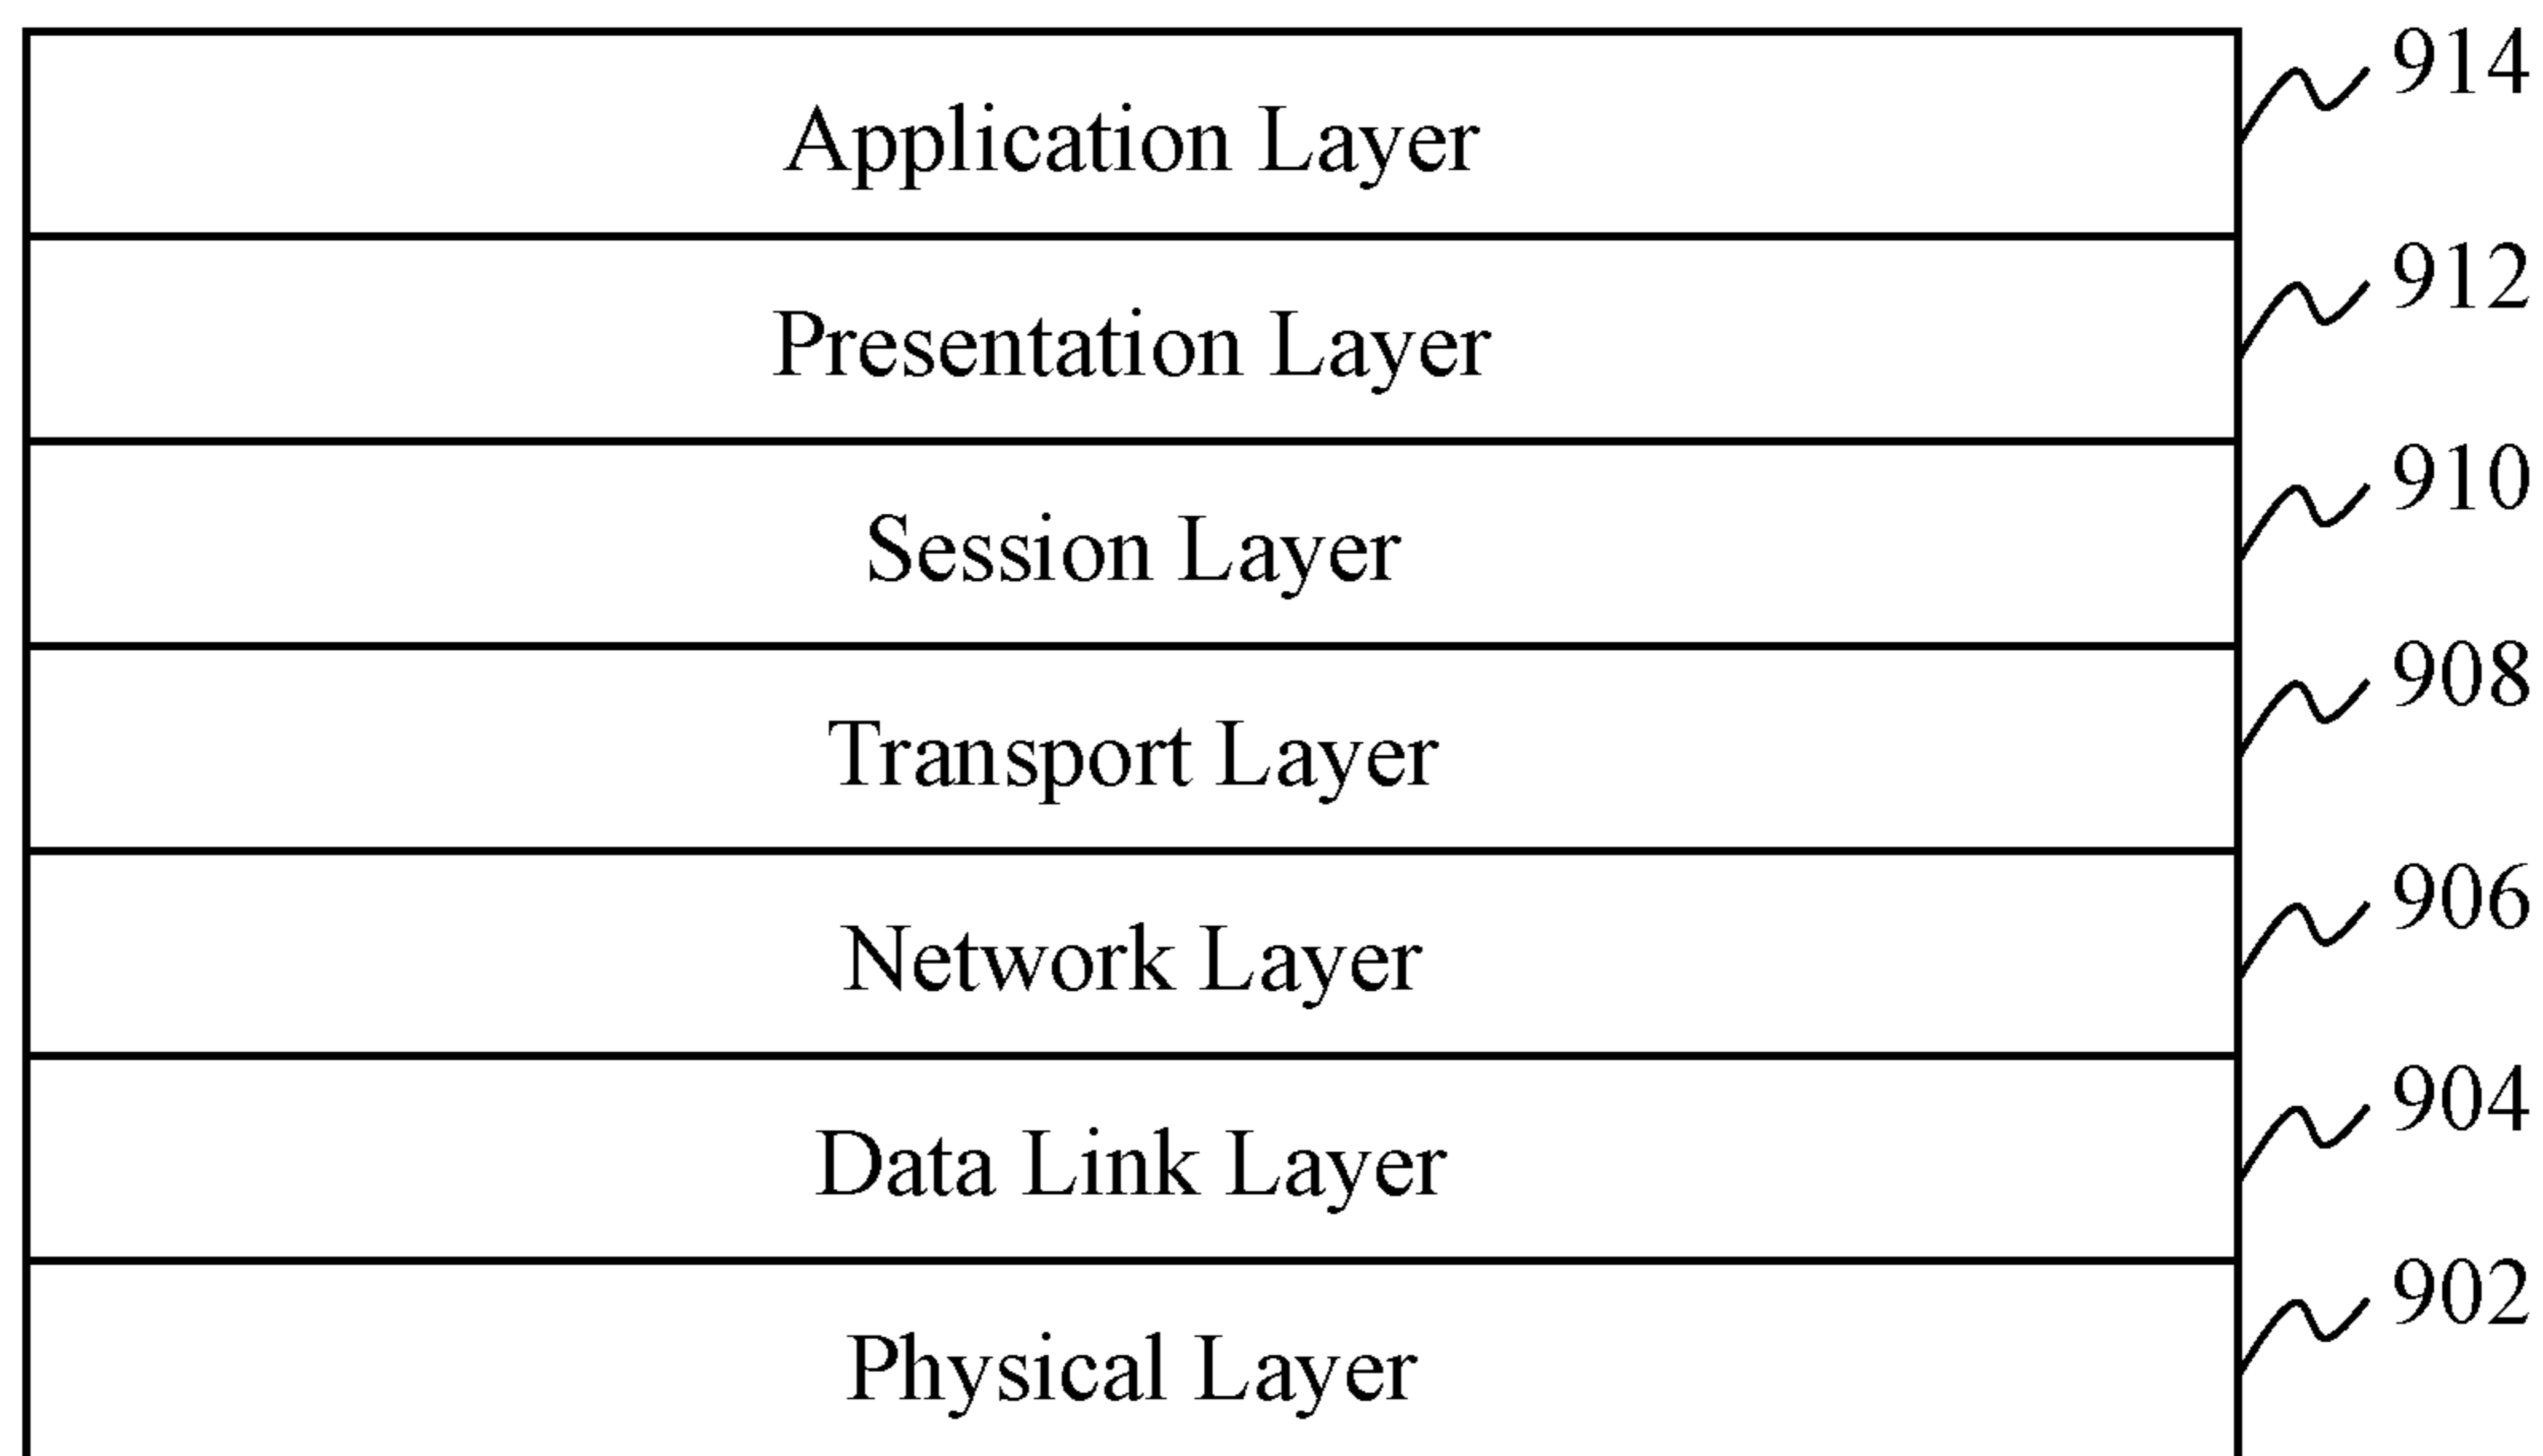 Application Layer 914
Presentation Layer 912
Session Layer 910
Transport Layer 908
Network Layer 906
Data Link Layer 904
Physical Layer 902